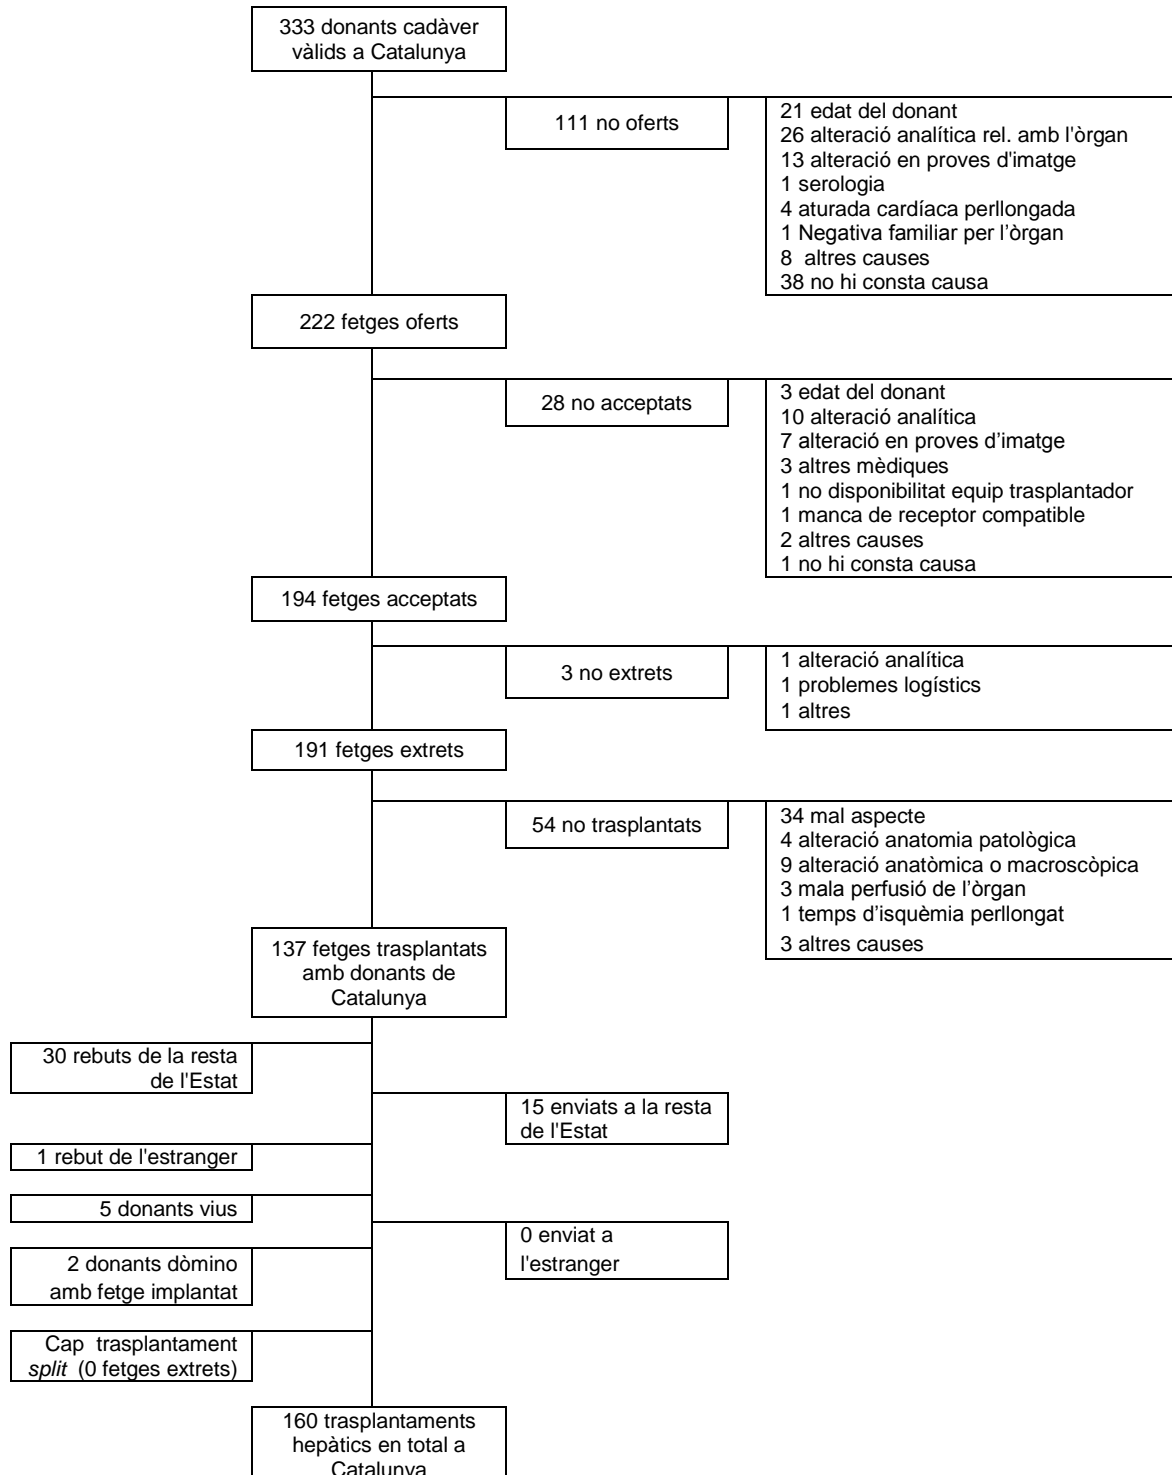 333 donants cadàver
vàlids a Catalunya
111 no oferts
21 edat del donant
26 alteració analítica rel. amb l'òrgan
13 alteració en proves d'imatge
1 serologia
4 aturada cardíaca perllongada
1 Negativa familiar per l’òrgan
8 altres causes
38 no hi consta causa
222 fetges oferts
28 no acceptats
3 edat del donant
10 alteració analítica
7 alteració en proves d’imatge
3 altres mèdiques
1 no disponibilitat equip trasplantador
1 manca de receptor compatible
2 altres causes
1 no hi consta causa
194 fetges acceptats
3 no extrets
1 alteració analítica
1 problemes logístics
1 altres
191 fetges extrets
54 no trasplantats
34 mal aspecte
4 alteració anatomia patològica
9 alteració anatòmica o macroscòpica
3 mala perfusió de l’òrgan
1 temps d’isquèmia perllongat
3 altres causes
137 fetges trasplantats
amb donants de
Catalunya
30 rebuts de la resta
de l'Estat
15 enviats a la resta
de l'Estat
1 rebut de l'estranger
5 donants vius
0 enviat a
l'estranger
2 donants dòmino
amb fetge implantat
Cap trasplantament
split (0 fetges extrets)
160 trasplantaments
hepàtics en total a
Catalunya